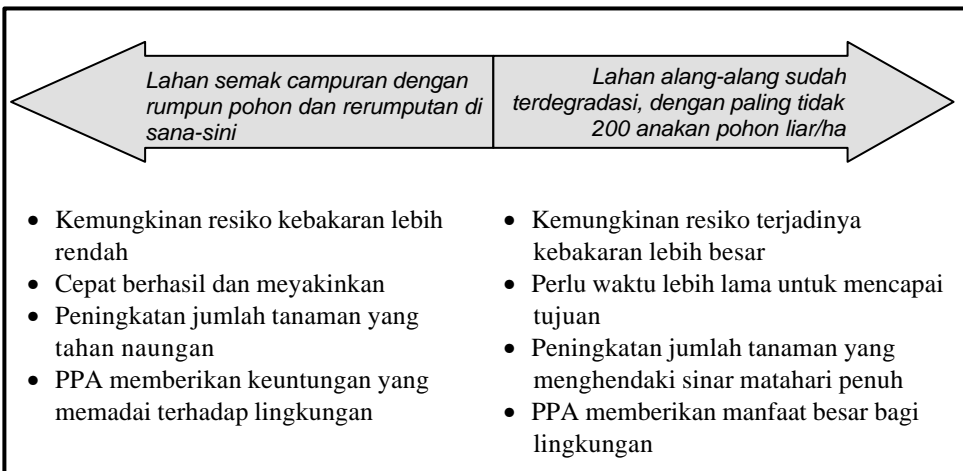 Lahan semak campuran dengan
rumpun pohon dan rerumputan di
sana-sini
Lahan alang-alang sudah
terdegradasi, dengan paling tidak
200 anakan pohon liar/ha
• Kemungkinan resiko kebakaran lebih
rendah
• Cepat berhasil dan meyakinkan
• Peningkatan jumlah tanaman yang
tahan naungan
• PPA memberikan keuntungan yang
memadai terhadap lingkungan
• Kemungkinan resiko terjadinya
kebakaran lebih besar
• Perlu waktu lebih lama untuk mencapai
tujuan
• Peningkatan jumlah tanaman yang
menghendaki sinar matahari penuh
• PPA memberikan manfaat besar bagi
lingkungan